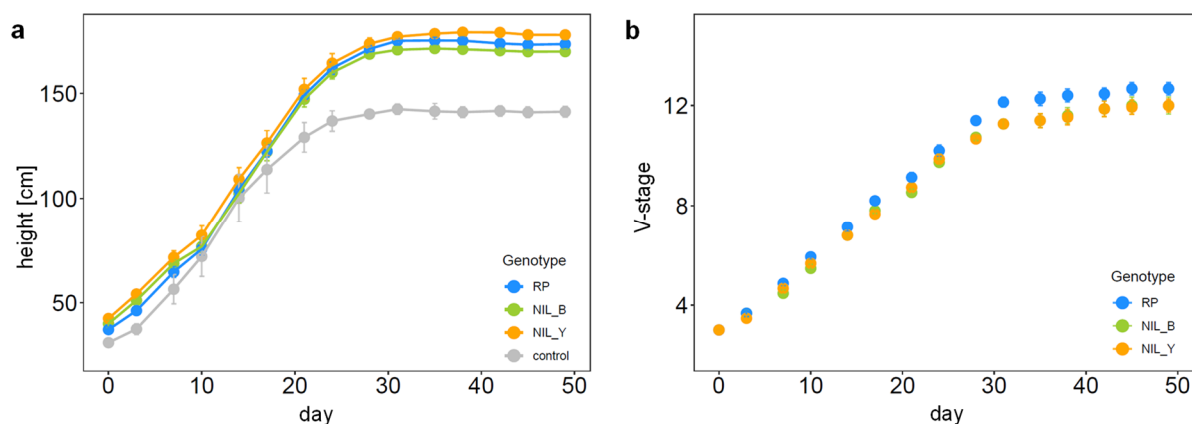 a
height [cm]
150
100
50
0 10 20 30 40 50
day
Genotype
RP
NIL_B
NIL_Y
control
b
V-stage
12
8
4
0 10 20 30 40 50
day
Genotype
RP
NIL_B
NIL_Y